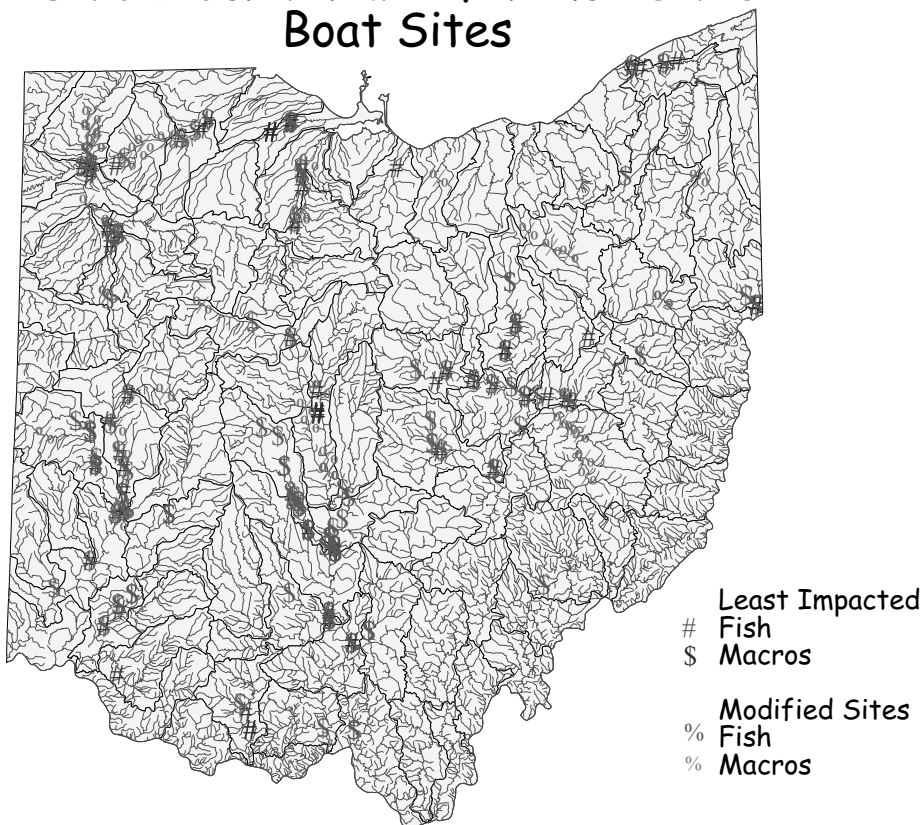 Boat Sites
Least Impacted
# Fish
$ Macros
Modified Sites
% Fish
% Macros